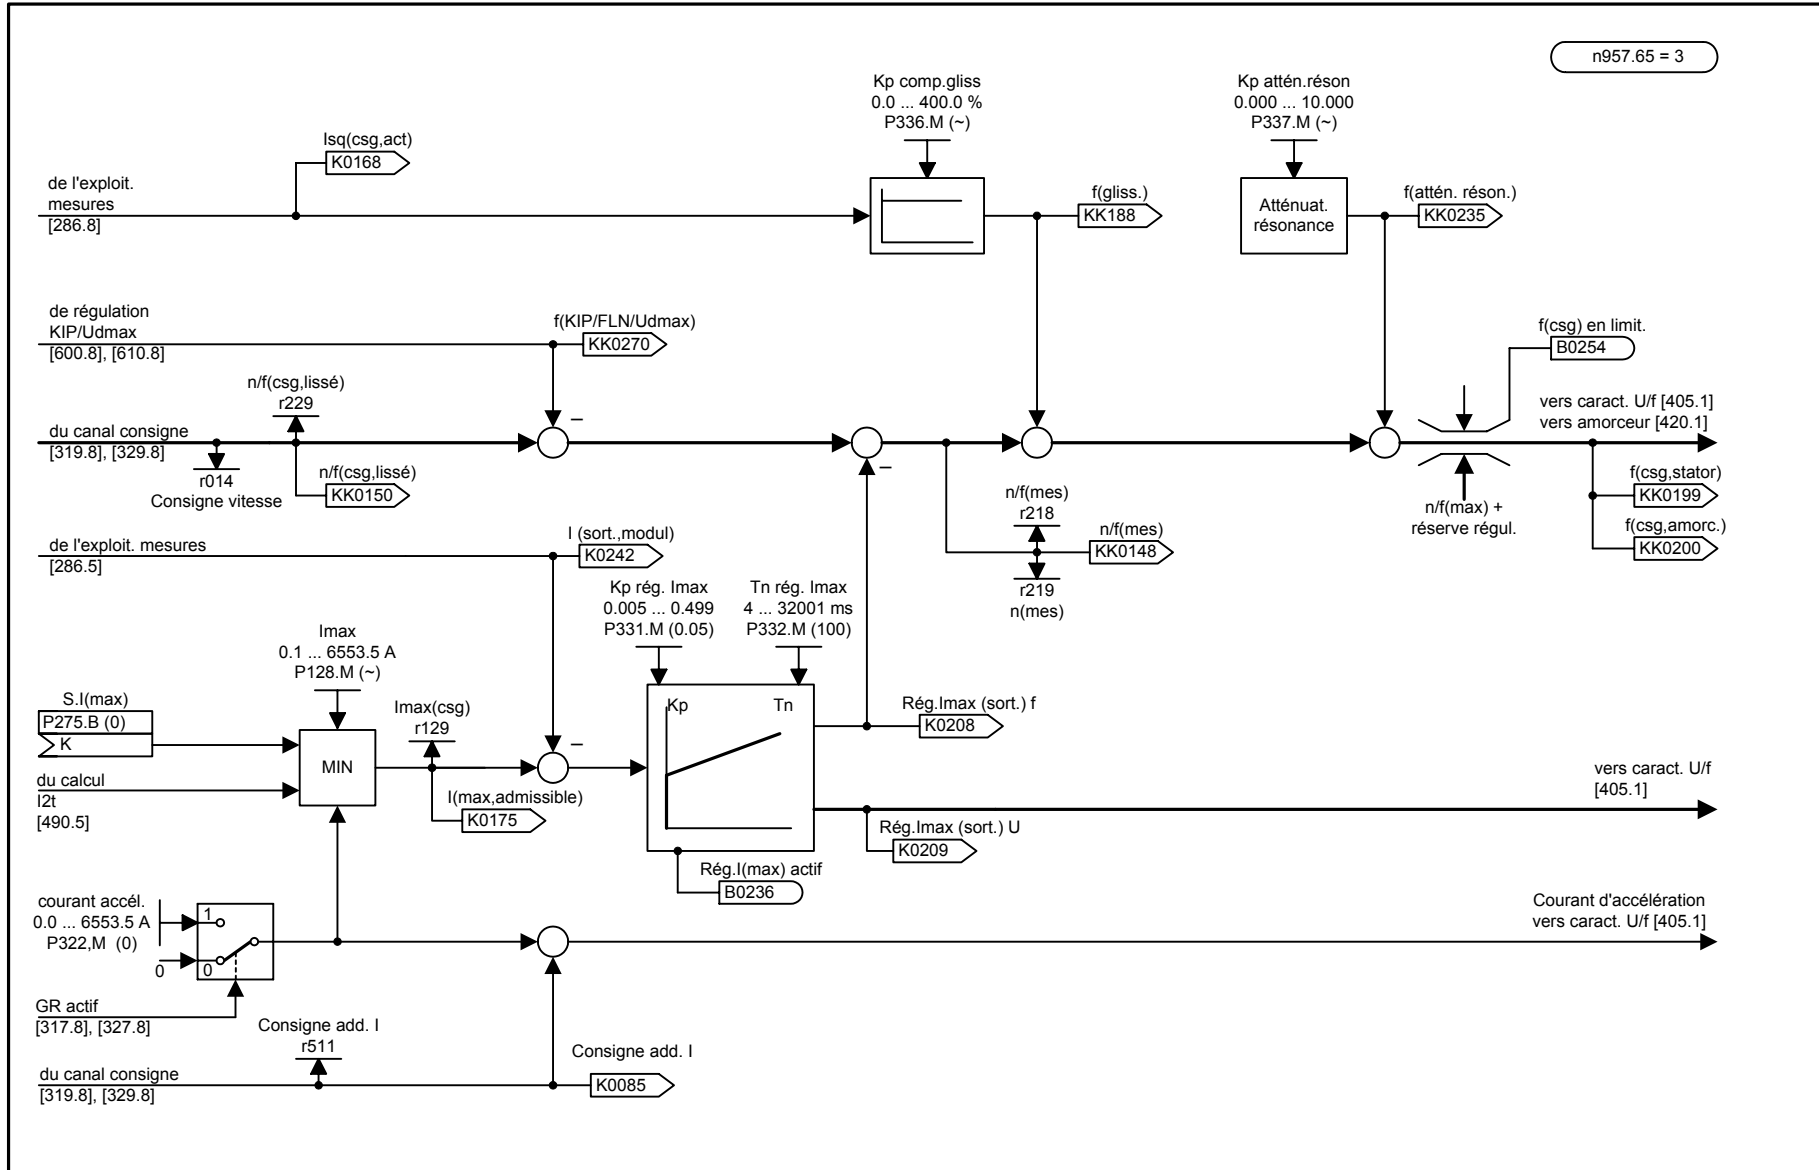 n957.65 = 3
Kp comp.gliss
0.0 ... 400.0 %
P336.M (~)
Kp attén.réson
0.000 ... 10.000
P337.M (~)
Isq(csg,act)
K0168
de l'exploit.
mesures
[286.8]
f(gliss.)
KK188
Atténuat.
résonance
f(attén. réson.)
KK0235
de régulation
KIP/Udmax
[600.8], [610.8]
f(KIP/FLN/Udmax)
KK0270
f(csg) en limit.
B0254
n/f(csg,lissé)
r229
du canal consigne
[319.8], [329.8]
r014
Consigne vitesse
n/f(csg,lissé)
KK0150
–
–
vers caract. U/f [405.1]
vers amorceur [420.1]
n/f(max) +
réserve régul.
f(csg,stator)
KK0199
f(csg,amorc.)
KK0200
n/f(mes)
r218
n/f(mes)
KK0148
r219
n(mes)
de l'exploit. mesures
[286.5]
I (sort.,modul)
K0242
Kp rég. Imax
0.005 ... 0.499
P331.M (0.05)
Tn rég. Imax
4 ... 32001 ms
P332.M (100)
Imax
0.1 ... 6553.5 A
P128.M (~)
S.I(max)
P275.B (0)
K
du calcul
I2t
[490.5]
MIN
Imax(csg)
r129
I(max,admissible)
K0175
–
Kp
Tn
Rég.Imax (sort.) f
K0208
vers caract. U/f
[405.1]
Rég.Imax (sort.) U
K0209
Rég.I(max) actif
B0236
courant accél.
0.0 ... 6553.5 A
P322,M (0)
1
0
0
GR actif
[317.8], [327.8]
Courant d'accélération
vers caract. U/f [405.1]
Consigne add. I
r511
Consigne add. I
K0085
du canal consigne
[319.8], [329.8]